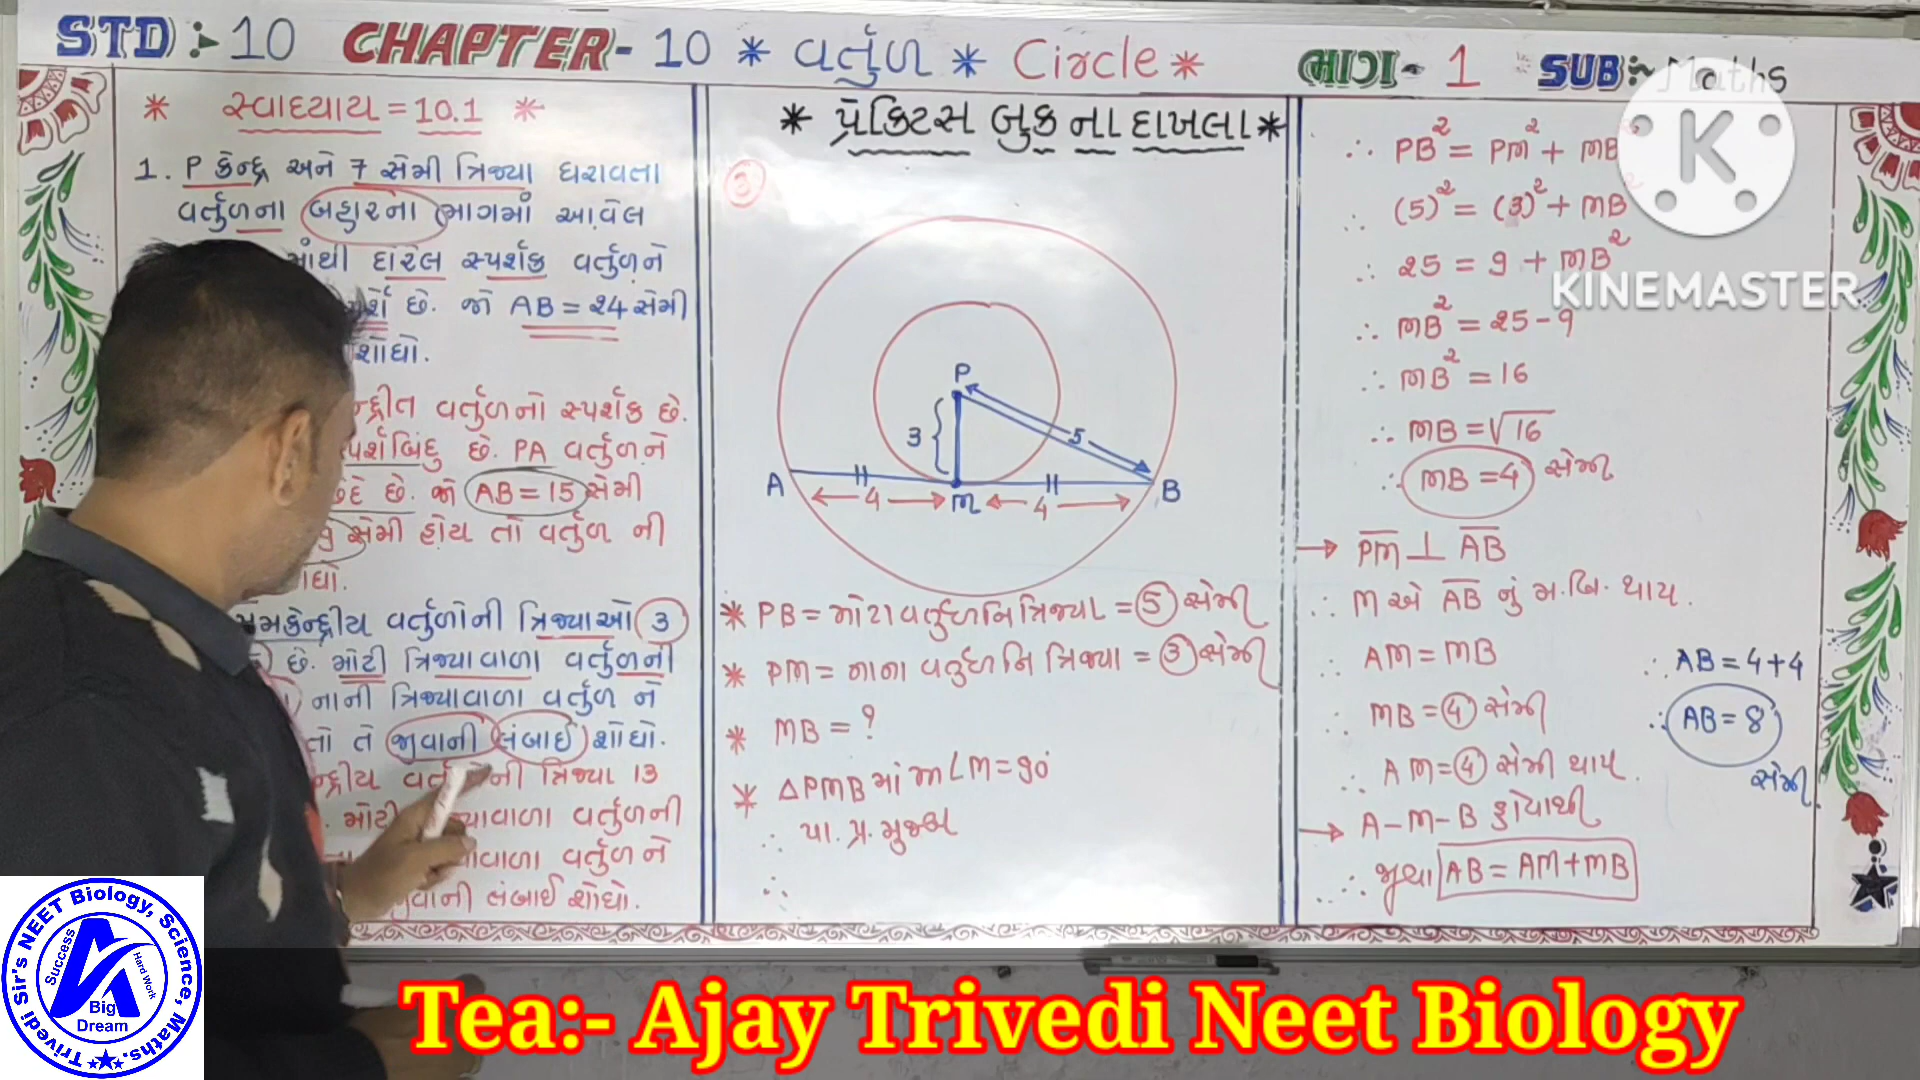 STD :- 10 CHAPTER - 10 * વર્તુળ * Circle * ભાગ - 1 SUB :~ Maths
* સ્વાધ્યાય = 10.1 *
1. P કેન્દ્ર અને 7 સેમી ત્રિજ્યા ધરાવતા
વર્તુળના બહારના ભાગમાં આવેલ
માંથી દોરેલ સ્પર્શક વર્તુળને
છે. જો AB = 24 સેમી
શોધો.
ન્દ્રીત વર્તુળનો સ્પર્શક છે.
સ્પર્શબિંદુ છે. PA વર્તુળને
છેદે છે. જો AB = 15 સેમી
9 સેમી હોય તો વર્તુળ ની
શોધો.
સમકેન્દ્રીય વર્તુળોની ત્રિજ્યાઓ 3
છે. મોટી ત્રિજ્યાવાળા વર્તુળની
નાની ત્રિજ્યાવાળા વર્તુળ ને
તો તે જીવાની લંબાઈ શોધો.
ન્દ્રીય ત્રિજ્યા 13
મોટી વર્તુળની
વર્તુળ ને
જીવાની લંબાઈ શોધો.
* પ્રેક્ટિસ બુક ના દાખલા *
3
P
3
5
A
4
M
4
B
* PB = મોટા વર્તુળનિ ત્રિજ્યા = 5 સેમી
* PM = નાના વર્તુળનિ ત્રિજ્યા = 3 સેમી
* MB = ?
* △PMB માં m∠M = 90°
∴ પા. પ્ર. મુજબ
∴
∴ PB² = PM² + MB
∴ (5)² = (3)² + MB²
∴ 25 = 9 + MB²
∴ MB² = 25 - 9
∴ MB² = 16
∴ MB = √16
∴ MB = 4 સેમી
→ PM ⊥ AB
∴ M એ AB નું મ. બિ. થાય.
∴ AM = MB
∴ MB = 4 સેમી
∴ AM = 4 સેમી થાય.
→ A - M - B હોવાથી
∴ જીવા AB = AM + MB
∴ AB = 4 + 4
∴ AB = 8
સેમી.
K
KINEMASTER
Trivedi Sir's NEET Biology, Science, Maths.
Success
Hard Work
Big
Dream
Tea:- Ajay Trivedi Neet Biology